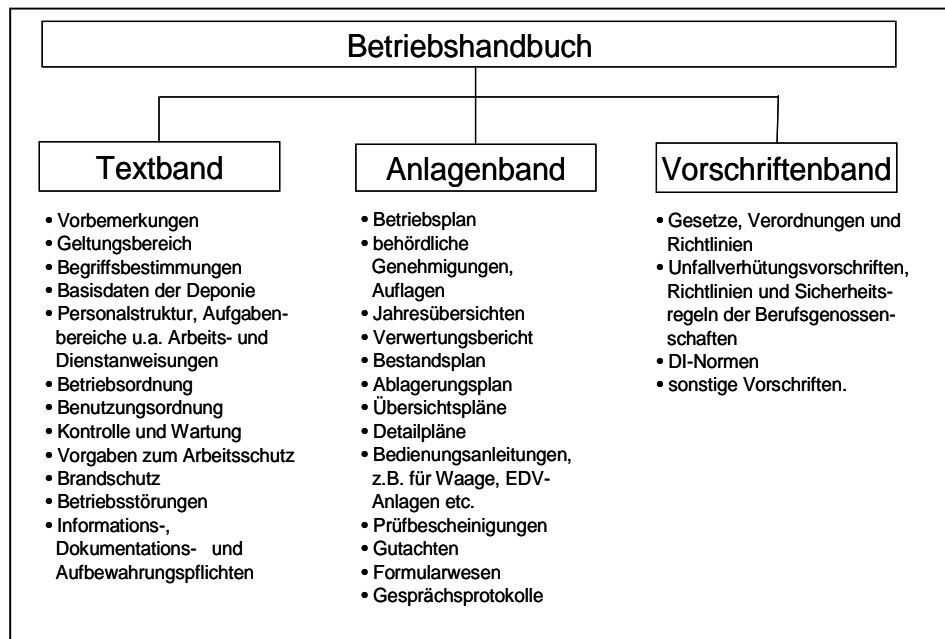 Betriebshandbuch
Textband
• Vorbemerkungen
• Geltungsbereich
• Begriffsbestimmungen
• Basisdaten der Deponie
• Personalstruktur, Aufgaben-
bereiche u.a. Arbeits- und
Dienstanweisungen
• Betriebsordnung
• Benutzungsordnung
• Kontrolle und Wartung
• Vorgaben zum Arbeitsschutz
• Brandschutz
• Betriebsstörungen
• Informations-,
Dokumentations- und
Aufbewahrungspflichten
Anlagenband
• Betriebsplan
• behördliche
Genehmigungen,
Auflagen
• Jahresübersichten
• Verwertungsbericht
• Bestandsplan
• Ablagerungsplan
• Übersichtspläne
• Detailpläne
• Bedienungsanleitungen,
z.B. für Waage, EDV-
Anlagen etc.
• Prüfbescheinigungen
• Gutachten
• Formularwesen
• Gesprächsprotokolle
Vorschriftenband
• Gesetze, Verordnungen und
Richtlinien
• Unfallverhütungsvorschriften,
Richtlinien und Sicherheits-
regeln der Berufsgenossen-
schaften
• DI-Normen
• sonstige Vorschriften.